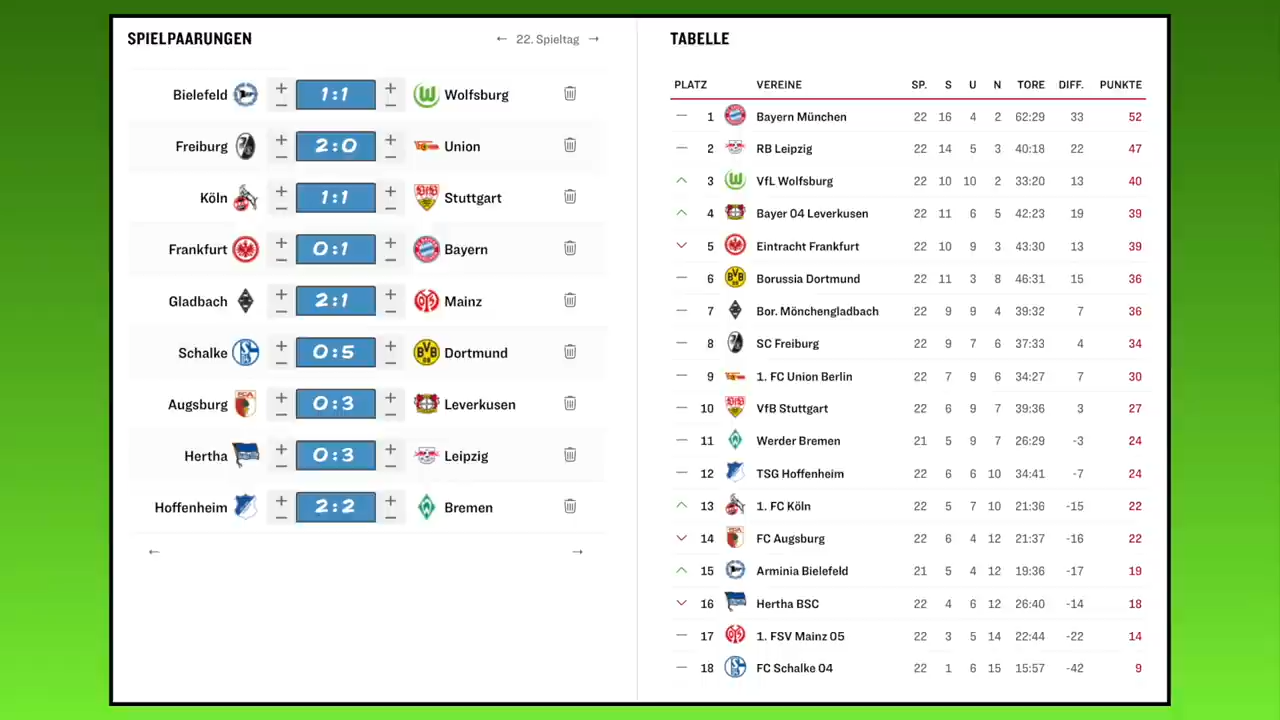 SPIELPAARUNGEN
← 22. Spieltag →
Bielefeld + − 1:1 + − Wolfsburg
Freiburg + − 2:0 + − Union
Köln + − 1:1 + − Stuttgart
Frankfurt + − 0:1 + − Bayern
Gladbach + − 2:1 + − Mainz
Schalke + − 0:5 + − Dortmund
Augsburg + − 0:3 + − Leverkusen
Hertha + − 0:3 + − Leipzig
Hoffenheim + − 2:2 + − Bremen
← →
TABELLE
PLATZ VEREINE SP. S U N TORE DIFF. PUNKTE
1 Bayern München 22 16 4 2 62:29 33 52
2 RB Leipzig 22 14 5 3 40:18 22 47
3 VfL Wolfsburg 22 10 10 2 33:20 13 40
4 Bayer 04 Leverkusen 22 11 6 5 42:23 19 39
5 Eintracht Frankfurt 22 10 9 3 43:30 13 39
6 Borussia Dortmund 22 11 3 8 46:31 15 36
7 Bor. Mönchengladbach 22 9 9 4 39:32 7 36
8 SC Freiburg 22 9 7 6 37:33 4 34
9 1. FC Union Berlin 22 7 9 6 34:27 7 30
10 VfB Stuttgart 22 6 9 7 39:36 3 27
11 Werder Bremen 21 5 9 7 26:29 -3 24
12 TSG Hoffenheim 22 6 6 10 34:41 -7 24
13 1. FC Köln 22 5 7 10 21:36 -15 22
14 FC Augsburg 22 6 4 12 21:37 -16 22
15 Arminia Bielefeld 21 5 4 12 19:36 -17 19
16 Hertha BSC 22 4 6 12 26:40 -14 18
17 1. FSV Mainz 05 22 3 5 14 22:44 -22 14
18 FC Schalke 04 22 1 6 15 15:57 -42 9